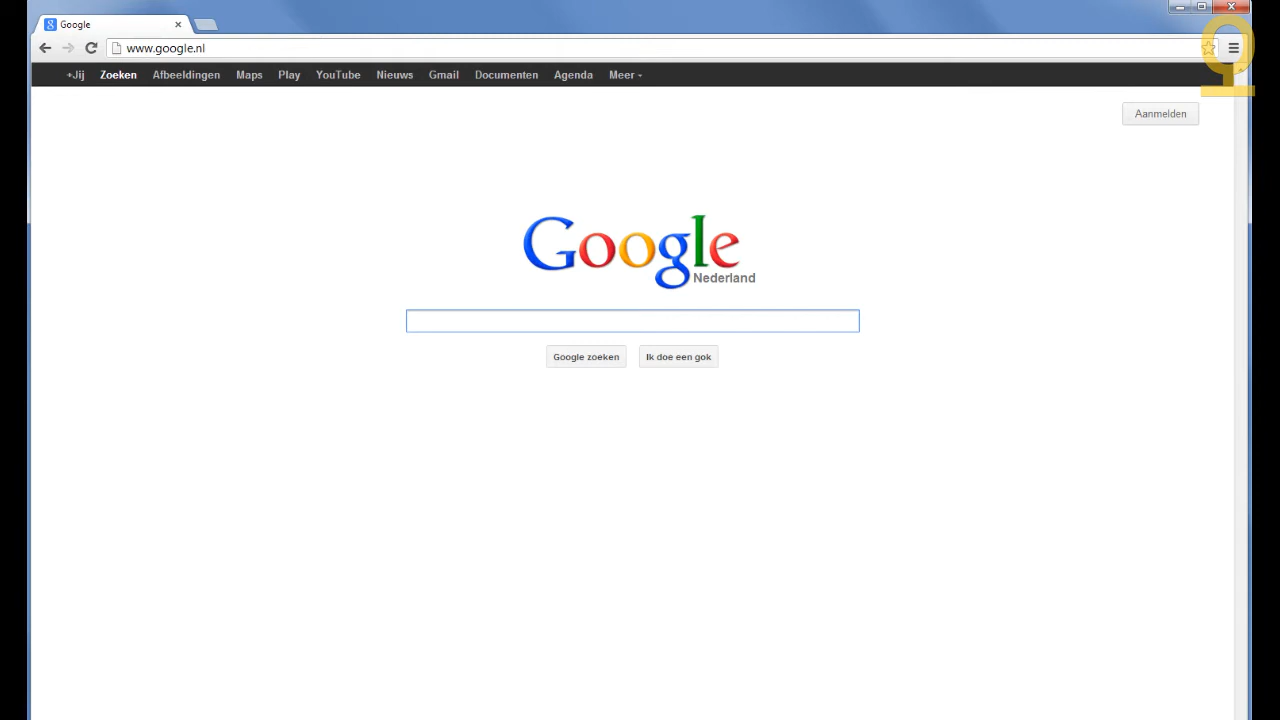 Google
www.google.nl
+Jij Zoeken Afbeeldingen Maps Play YouTube Nieuws Gmail Documenten Agenda Meer
Aanmelden
Google
Nederland
Google zoeken Ik doe een gok